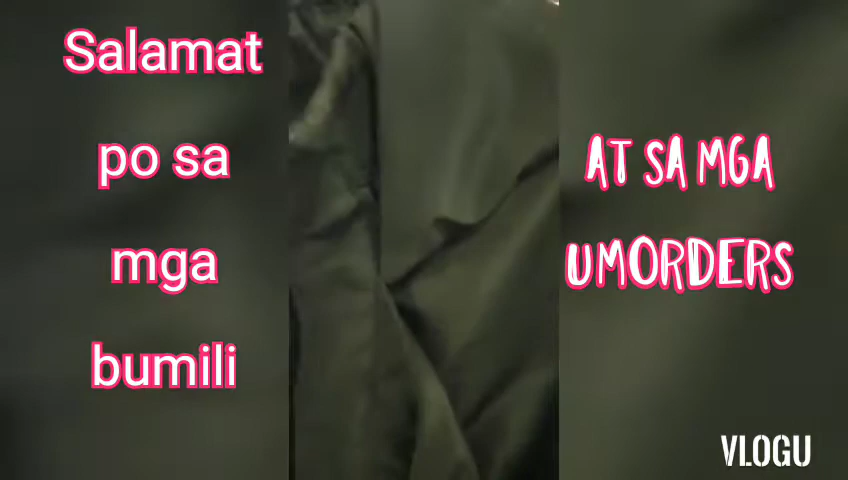 Salamat
po sa
mga
bumili
AT SA MGA
UMORDERS
VLOGU